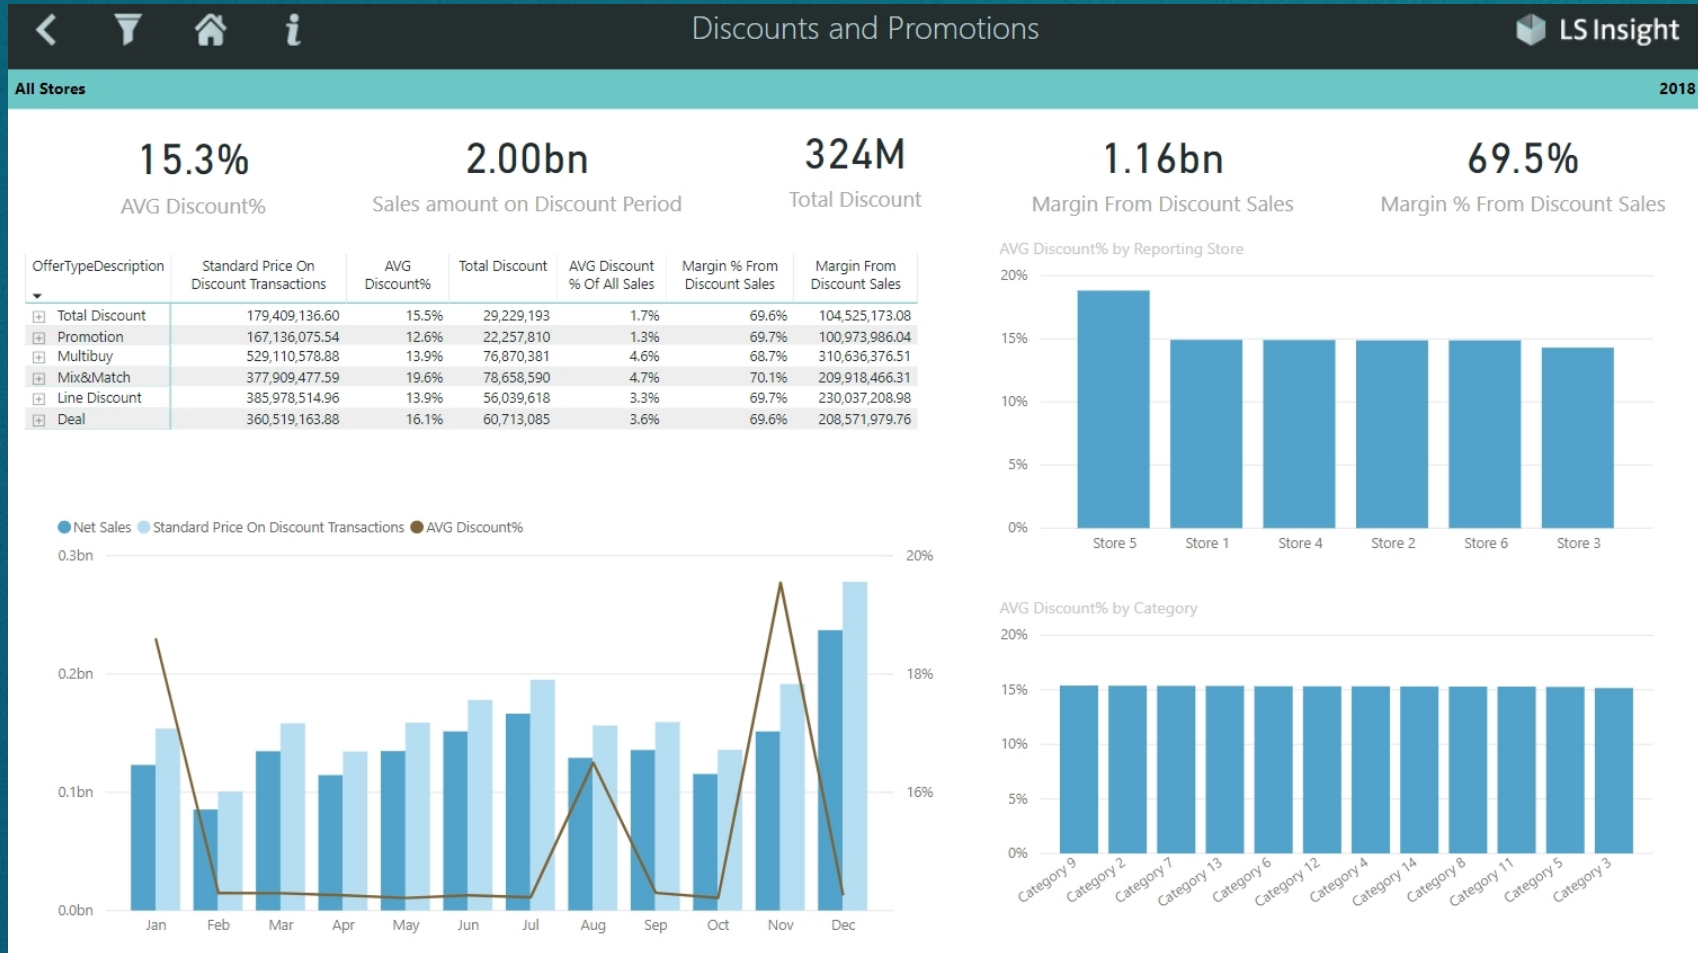 Discounts and Promotions
LS Insight
All Stores 2018
15.3% 2.00bn 324M 1.16bn 69.5%
AVG Discount% Sales amount on Discount Period Total Discount Margin From Discount Sales Margin % From Discount Sales
OfferTypeDescription Standard Price On Discount Transactions AVG Discount% Total Discount AVG Discount % Of All Sales Margin % From Discount Sales Margin From Discount Sales
Total Discount 179,409,136.60 15.5% 29,229,193 1.7% 69.6% 104,525,173.08
Promotion 167,136,075.54 12.6% 22,257,810 1.3% 69.7% 100,973,986.04
Multibuy 529,110,578.88 13.9% 76,870,381 4.6% 68.7% 310,636,376.51
Mix&Match 377,909,477.59 19.6% 78,658,590 4.7% 70.1% 209,918,466.31
Line Discount 385,978,514.96 13.9% 56,039,618 3.3% 69.7% 230,037,208.98
Deal 360,519,163.88 16.1% 60,713,085 3.6% 69.6% 208,571,979.76
Net Sales Standard Price On Discount Transactions AVG Discount%
0.3bn 20%
0.2bn 18%
0.1bn 16%
0.0bn
Jan Feb Mar Apr May Jun Jul Aug Sep Oct Nov Dec
AVG Discount% by Reporting Store
20%
15%
10%
5%
0%
Store 5 Store 1 Store 4 Store 2 Store 6 Store 3
AVG Discount% by Category
20%
15%
10%
5%
0%
Category 9 Category 2 Category 7 Category 13 Category 6 Category 12 Category 4 Category 14 Category 8 Category 11 Category 5 Category 3